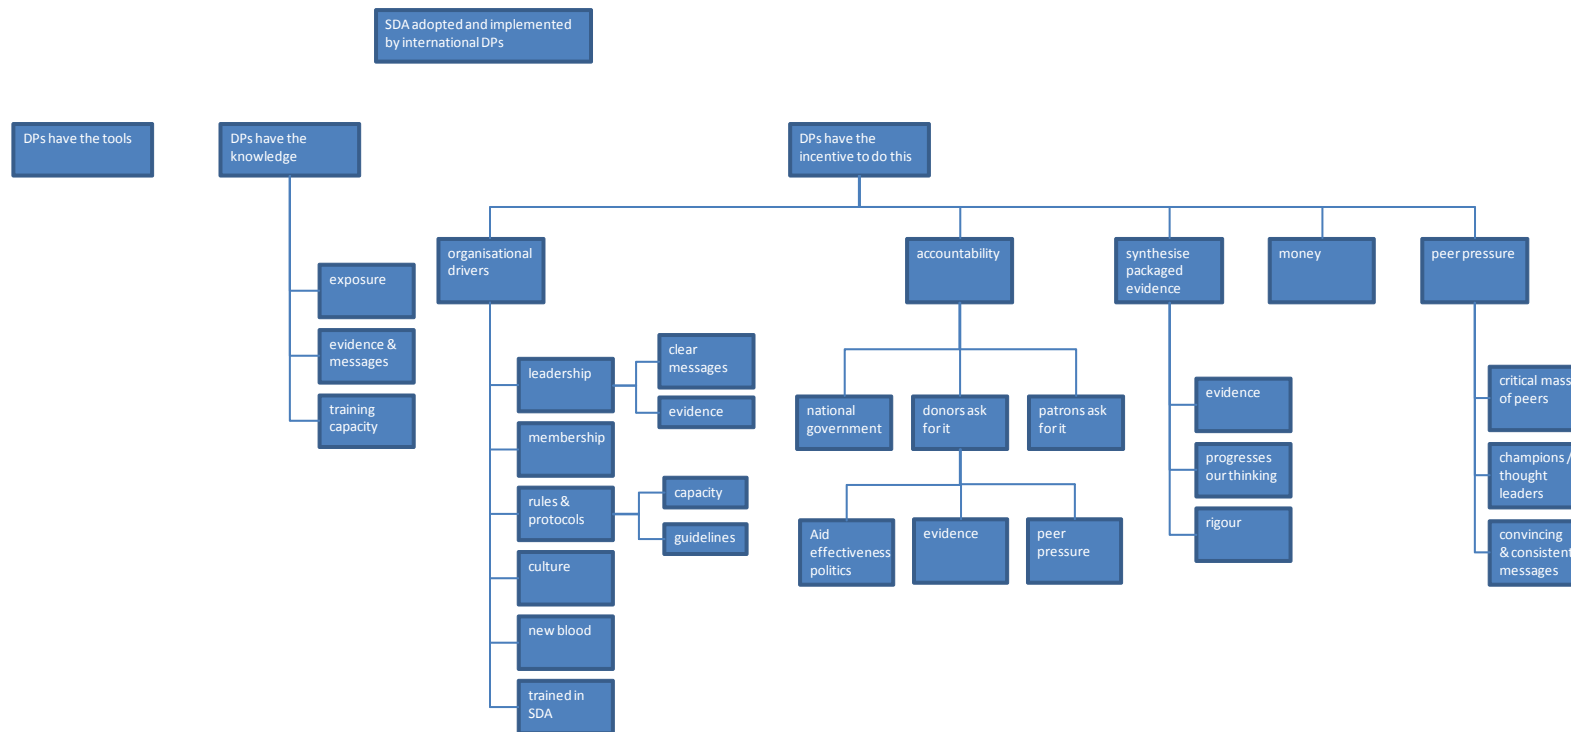 SDA adopted and implemented
by international DPs
DPs have the tools
DPs have the
knowledge
DPs have the
incentive to do this
organisational
drivers
accountability
synthesise
packaged
evidence
money
peer pressure
exposure
evidence &
messages
training
capacity
leadership
clear
messages
evidence
membership
rules &
protocols
capacity
guidelines
culture
new blood
trained in
SDA
national
government
donors ask
for it
patrons ask
for it
Aid
effectiveness
politics
evidence
peer
pressure
evidence
progresses
our thinking
rigour
critical mass
of peers
champions /
thought
leaders
convincing
& consistent
messages